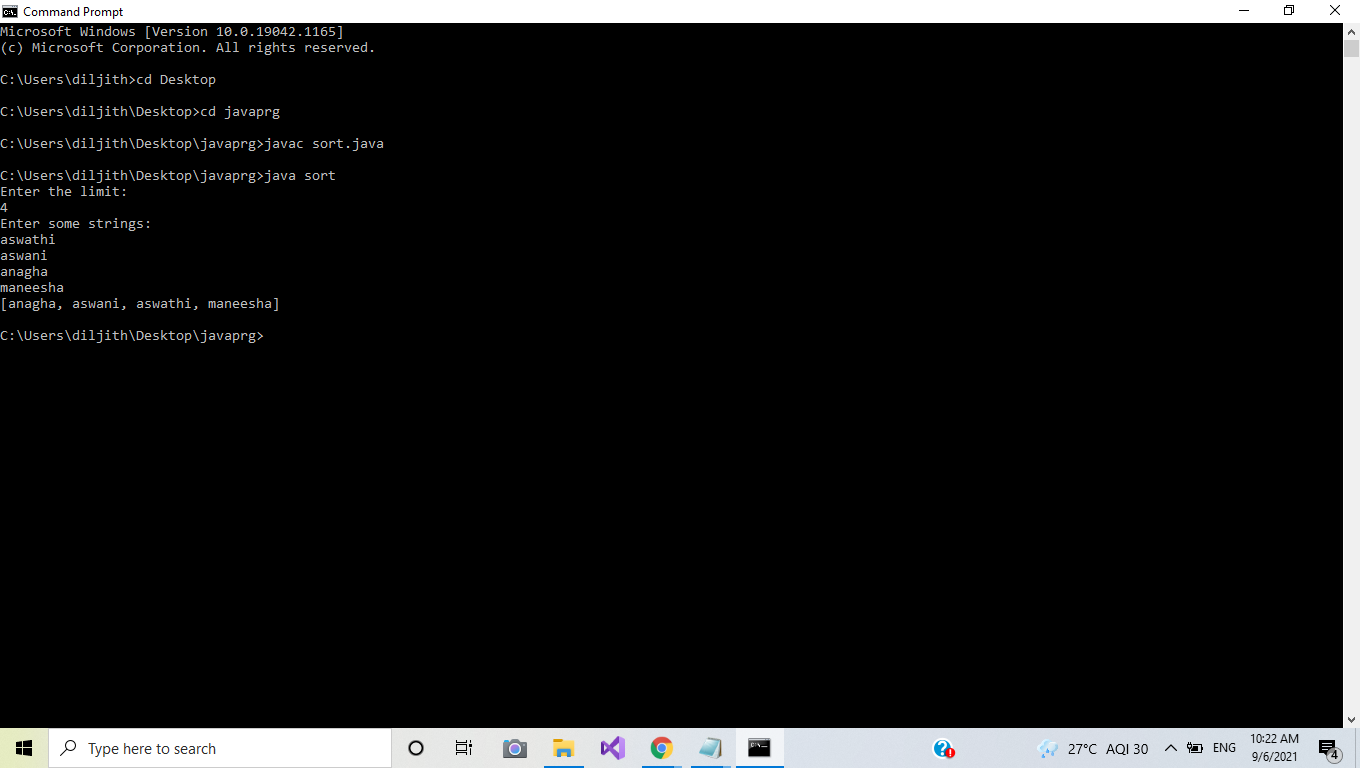 Command Prompt
Microsoft Windows [Version 10.0.19042.1165]
(c) Microsoft Corporation. All rights reserved.
C:\Users\diljith>cd Desktop
C:\Users\diljith\Desktop>cd javaprg
C:\Users\diljith\Desktop\javaprg>javac sort.java
C:\Users\diljith\Desktop\javaprg>java sort
Enter the limit:
4
Enter some strings:
aswathi
aswani
anagha
maneesha
[anagha, aswani, aswathi, maneesha]
C:\Users\diljith\Desktop\javaprg>
Type here to search
27°C AQI 30
ENG
10:22 AM
9/6/2021
4